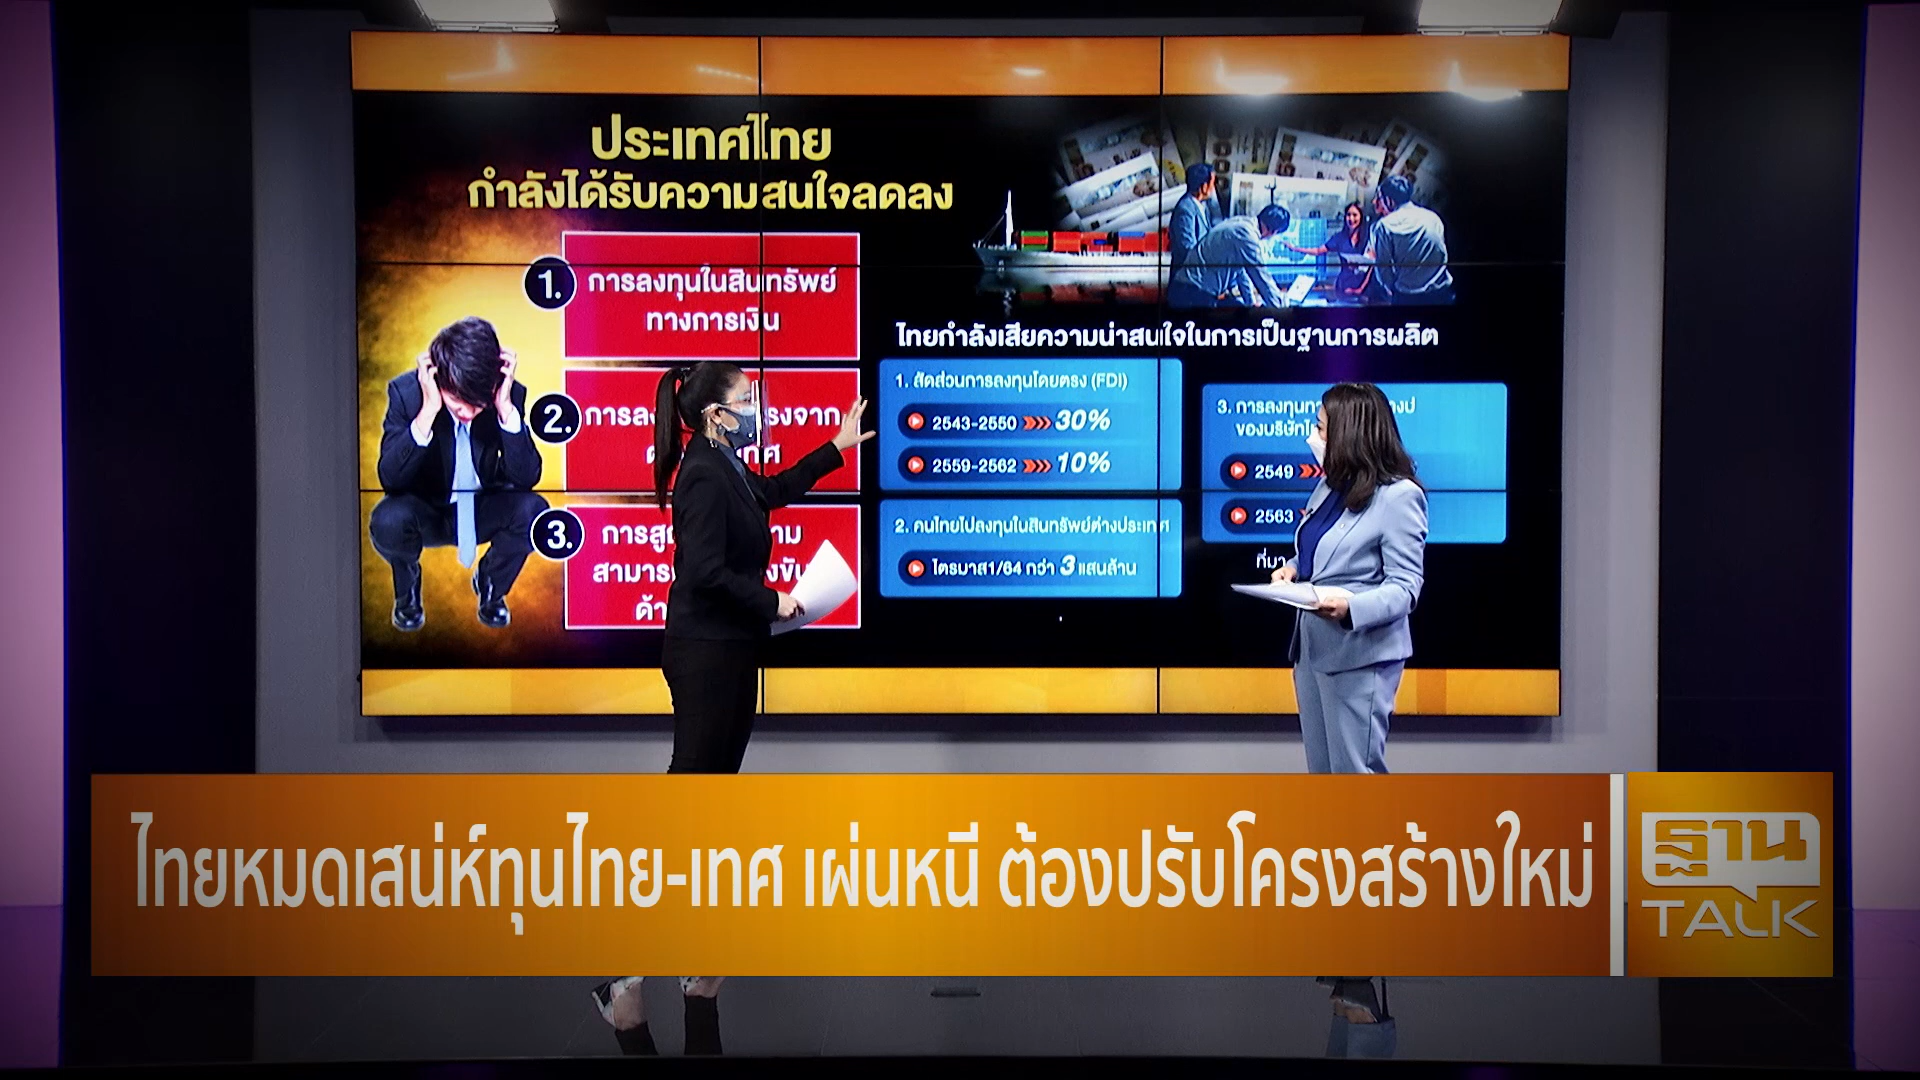 ประเทศไทย
กำลังได้รับความสนใจลดลง
1. การลงทุนในสินทรัพย์
ทางการเงิน
2.
3.
ไทยกำลังเสียความน่าสนใจในการเป็นฐานการผลิต
1. สัดส่วนการลงทุนโดยตรง (FDI)
2543-2550 30%
2559-2562 10%
2. คนไทยไปลงทุนในสินทรัพย์ต่างประเทศ
ไตรมาส1/64 กว่า 3 แสนล้าน
3.
2549
2563
ที่มา
ไทยหมดเสน่ห์ทุนไทย-เทศ เผ่นหนี ต้องปรับโครงสร้างใหม่
ฐาน
TALK